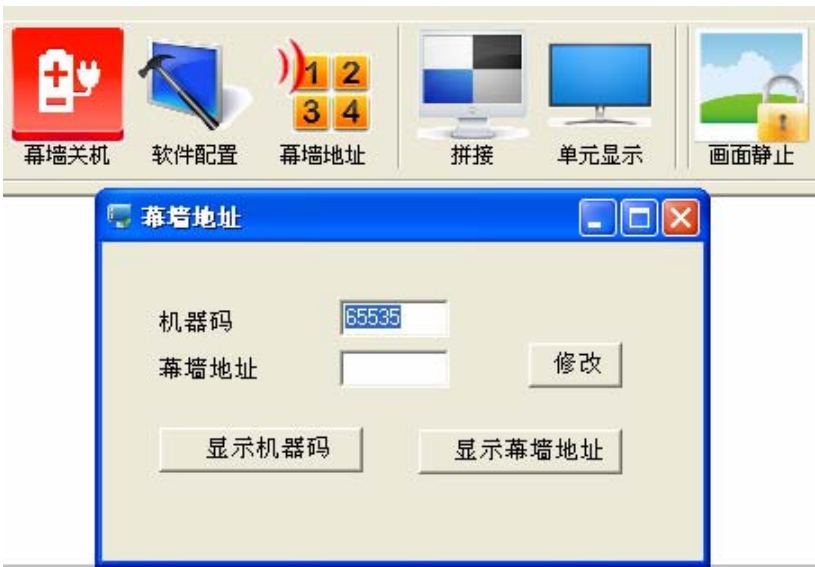 1 2
3 4
幕墙关机 软件配置 幕墙地址 拼接 单元显示 画面静止
幕墙地址
机器码 65535
幕墙地址 修改
显示机器码 显示幕墙地址